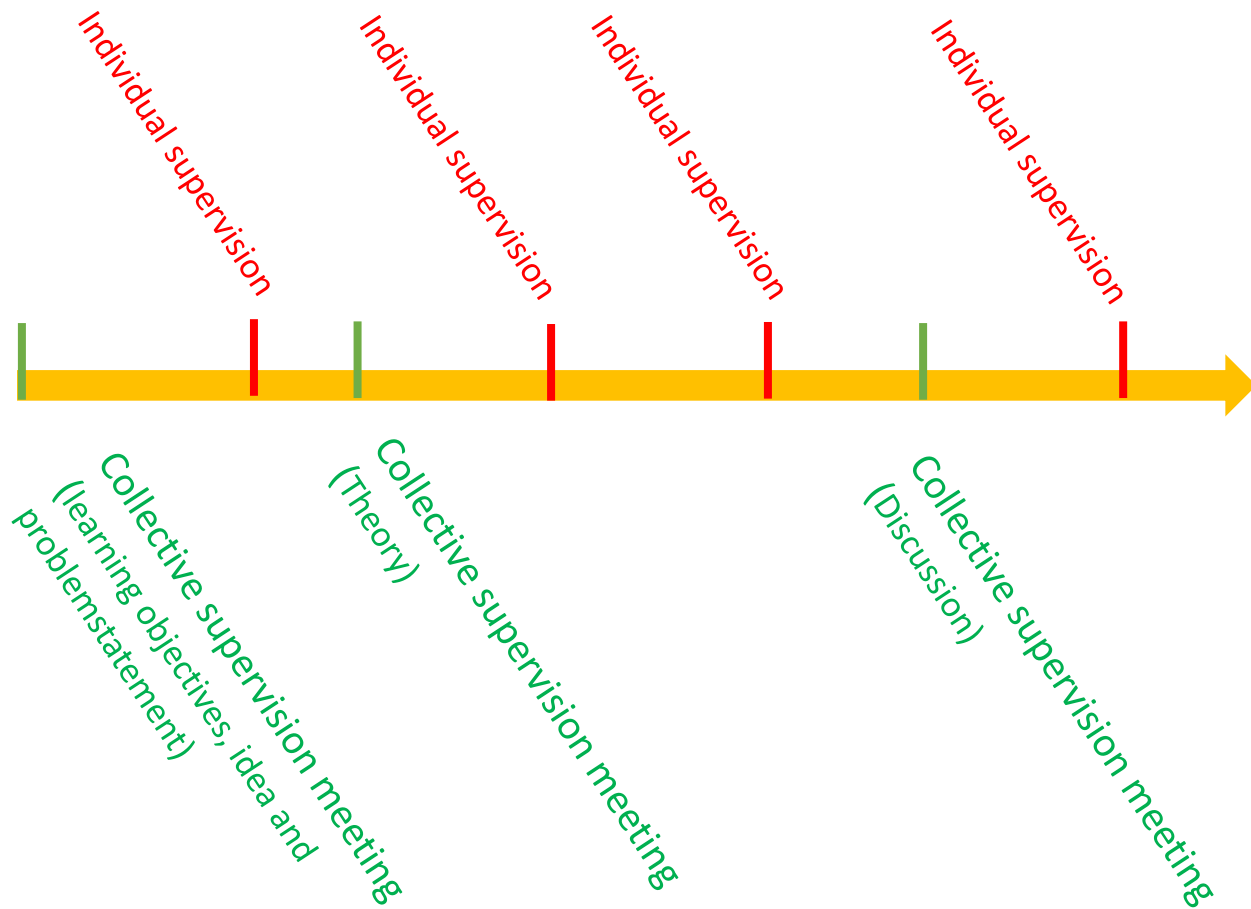 Individual supervision
Individual supervision
Individual supervision
Individual supervision
Collective supervision meeting
(learning objectives, idea and
problemstatement)
Collective supervision meeting
(Theory)
Collective supervision meeting
(Discussion)